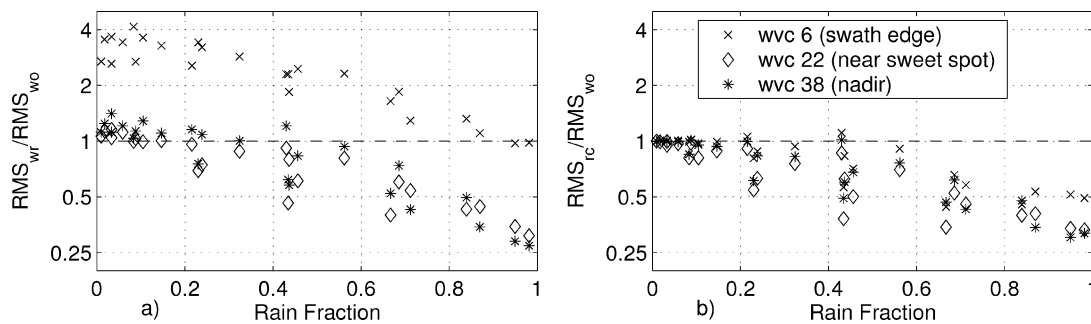 RMS_wr/RMS_wo
4
2
1
0.5
0.25
0 0.2 0.4 0.6 0.8 1
a) Rain Fraction
RMS_rc/RMS_wo
4
2
1
0.5
0.25
0 0.2 0.4 0.6 0.8 1
b) Rain Fraction
wvc 6 (swath edge)
wvc 22 (near sweet spot)
wvc 38 (nadir)